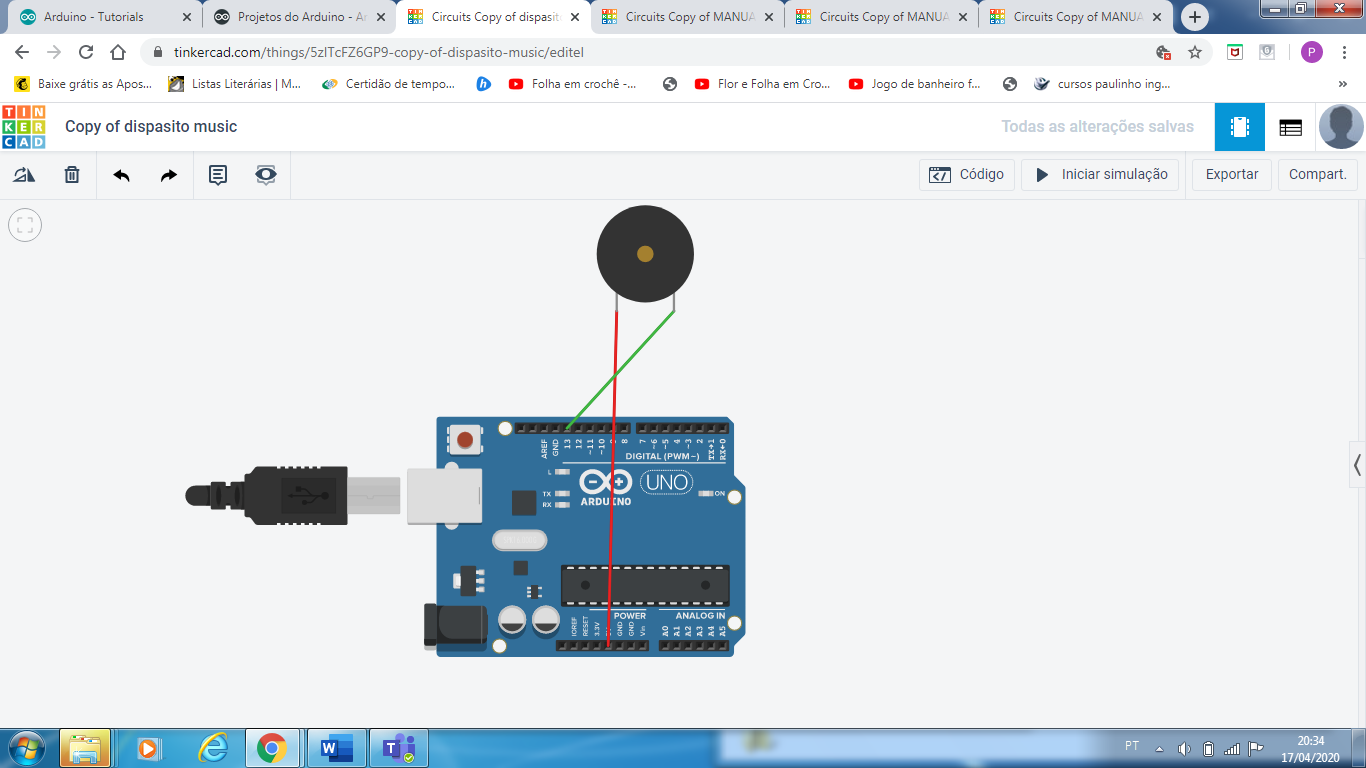 Arduino - Tutorials
Projetos do Arduino - Ar
Circuits Copy of dispasit
Circuits Copy of MANUA
Circuits Copy of MANUA
Circuits Copy of MANUA
tinkercad.com/things/5zlTcFZ6GP9-copy-of-dispasito-music/editel
P
Baixe grátis as Apos...
Listas Literárias | M...
Certidão de tempo...
Folha em crochê -...
Flor e Folha em Cro...
Jogo de banheiro f...
cursos paulinho ing...
»
TIN
KER
CAD
Copy of dispasito music
Todas as alterações salvas
Código
Iniciar simulação
Exportar
Compart.
AREF
GND
13
12
~11
~10
8
7
~6
~5
4
~3
2
TX→1
RX←0
DIGITAL (PWM~)
L
TX
RX
ARDUINO
UNO
ON
POWER
ANALOG IN
IOREF
RESET
3.3V
GND
GND
Vin
A0
A1
A2
A3
A4
A5
PT
20:34
17/04/2020